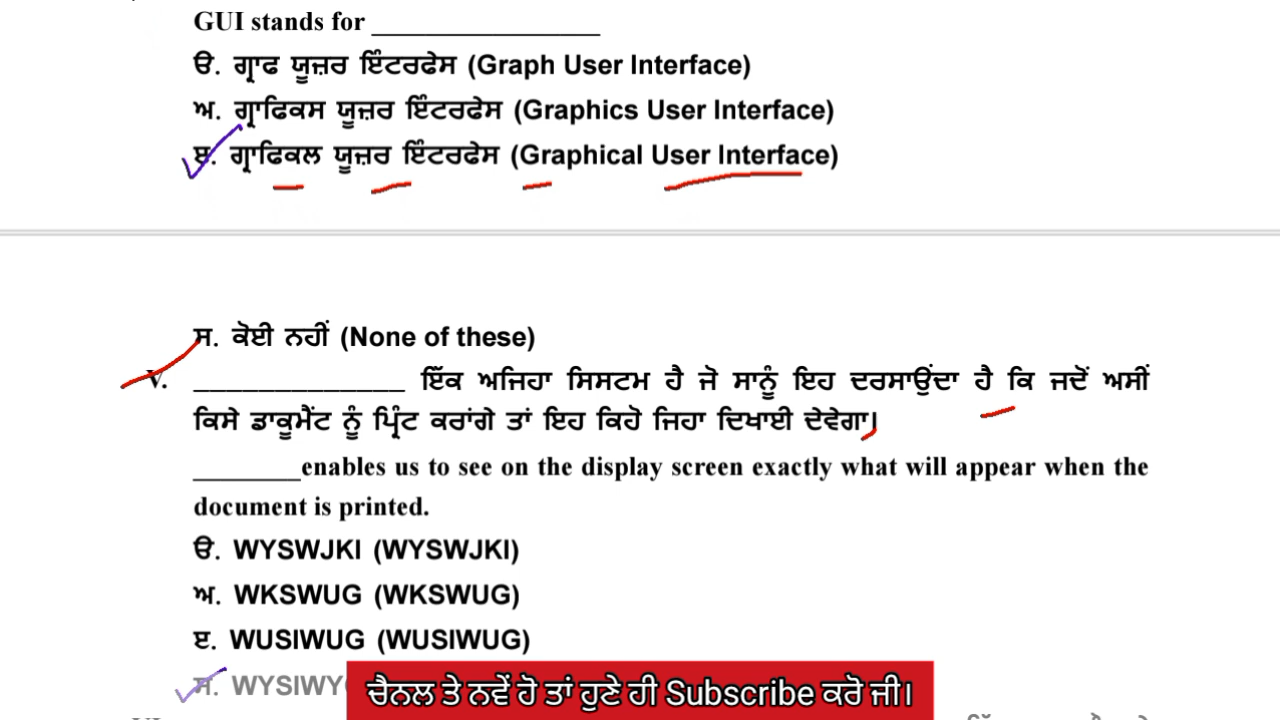 GUI stands for _________________
ੳ. ਗ੍ਰਾਫ ਯੂਜ਼ਰ ਇੰਟਰਫੇਸ (Graph User Interface)
ਅ. ਗ੍ਰਾਫਿਕਸ ਯੂਜ਼ਰ ਇੰਟਰਫੇਸ (Graphics User Interface)
ੲ. ਗ੍ਰਾਫਿਕਲ ਯੂਜ਼ਰ ਇੰਟਰਫੇਸ (Graphical User Interface)
ਸ. ਕੋਈ ਨਹੀਂ (None of these)
V. ______________ ਇੱਕ ਅਜਿਹਾ ਸਿਸਟਮ ਹੈ ਜੋ ਸਾਨੂੰ ਇਹ ਦਰਸਾਉਂਦਾ ਹੈ ਕਿ ਜਦੋਂ ਅਸੀਂ
ਕਿਸੇ ਡਾਕੂਮੈਂਟ ਨੂੰ ਪ੍ਰਿੰਟ ਕਰਾਂਗੇ ਤਾਂ ਇਹ ਕਿਹੋ ਜਿਹਾ ਦਿਖਾਈ ਦੇਵੇਗਾ।
________enables us to see on the display screen exactly what will appear when the
document is printed.
ੳ. WYSWJKI (WYSWJKI)
ਅ. WKSWUG (WKSWUG)
ੲ. WUSIWUG (WUSIWUG)
ਸ. WYSIWY
ਚੈਨਲ ਤੇ ਨਵੇਂ ਹੋ ਤਾਂ ਹੁਣੇ ਹੀ Subscribe ਕਰੋ ਜੀ।